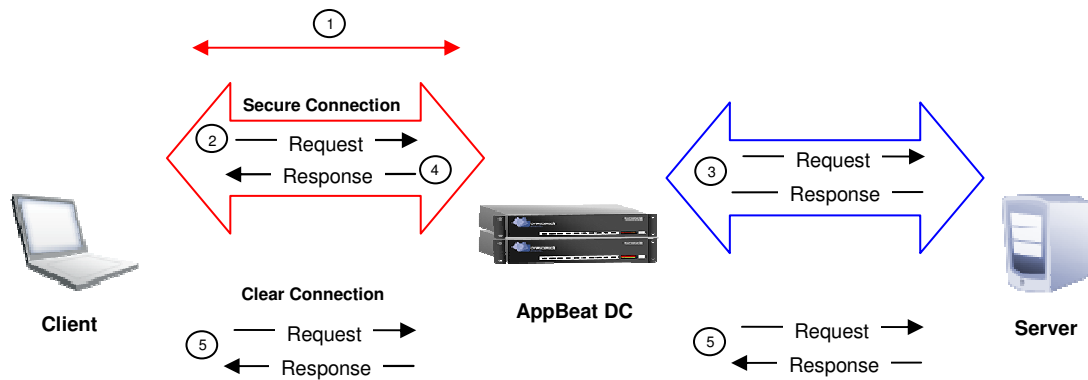 1
Secure Connection
2 Request
Response 4
3 Request
Response
Client
AppBeat DC
Server
Clear Connection
5 Request
Response
5 Request
Response